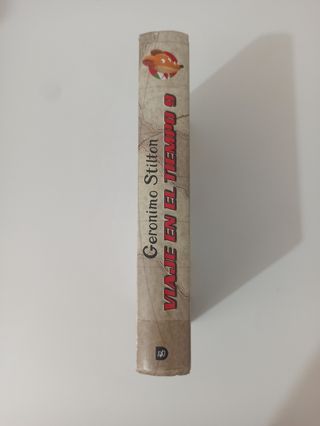 Geronimo Stilton
VIAJE EN EL TIEMPO 9